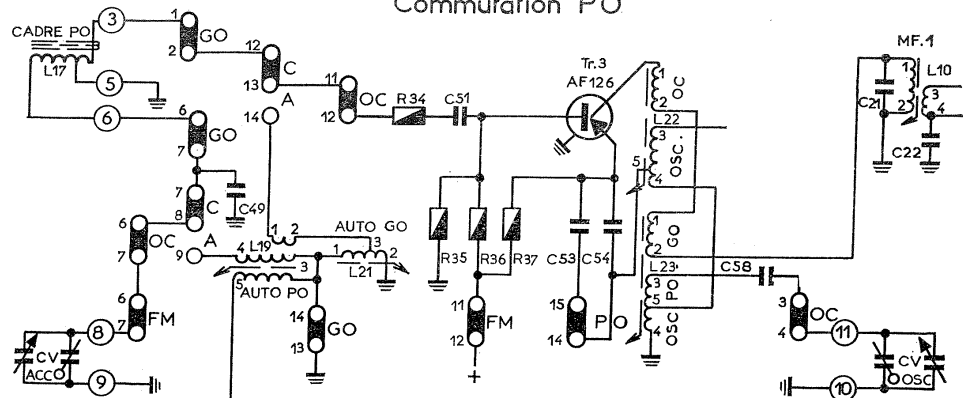 Commutation PO
CADRE PO
L17
3
5
6
1
2
GO
12
13
C
A
14
11
12
OC
R34
C51
Tr.3
AF126
1
2
OC
L22
3
5
4
OSC.
MF.1
1
2
L10
3
4
C21
C22
6
7
GO
7
8
C
C49
A
9
6
7
OC
6
7
FM
8
9
CV
ACCO
1 2
AUTO GO
4 L19
3
5
AUTO PO
1 3 2
L21
14
13
GO
R35
R36
R37
C53
C54
11
12
FM
+
15
14
PO
1
2
GO
L23
3
5
4
OSC PO
C58
3
4
OC
11
10
CV
OSC